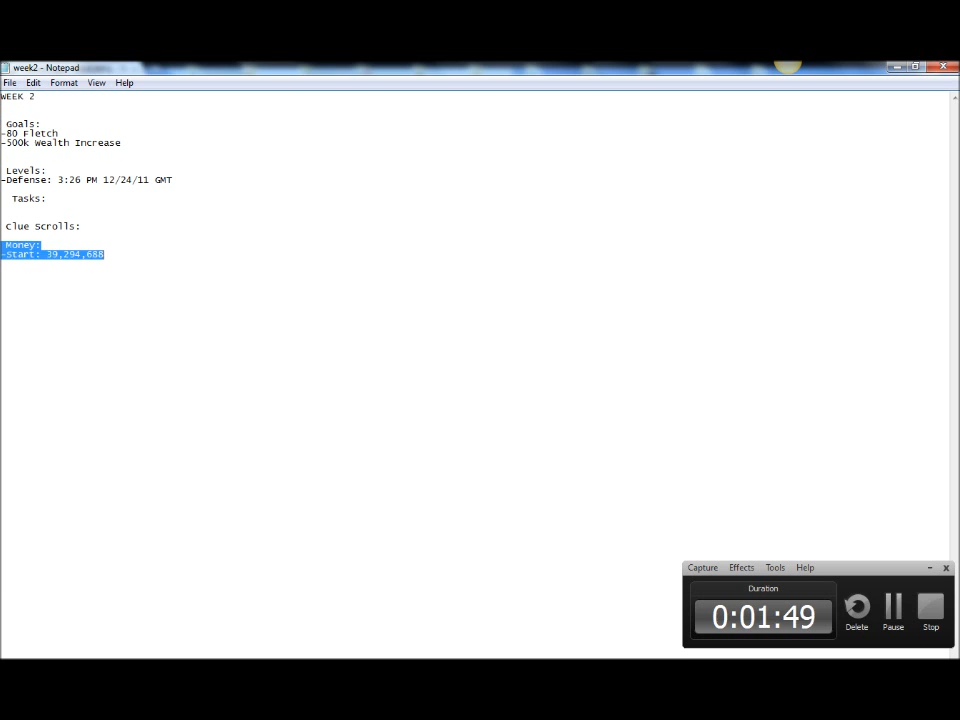 week2 - Notepad
File Edit Format View Help
WEEK 2
Goals:
-80 Fletch
-500k Wealth Increase
Levels:
-Defense: 3:26 PM 12/24/11 GMT
Tasks:
Clue Scrolls:
Money:
-Start: 39,294,688
Capture Effects Tools Help
Duration
0:01:49
Delete Pause Stop